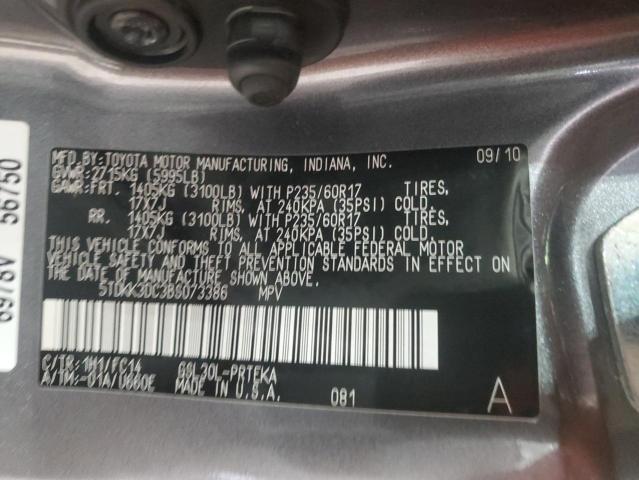 MFD.BY:TOYOTA MOTOR MANUFACTURING, INDIANA, INC. 09/10
GVWR:2715KG (5995LB)
GAWR:FRT. 1405KG (3100LB) WITH P235/60R17 TIRES,
17X7J RIMS, AT 240KPA (35PSI) COLD.
RR. 1405KG (3100LB) WITH P235/60R17 TIRES,
17X7J RIMS, AT 240KPA (35PSI) COLD.
THIS VEHICLE CONFORMS TO ALL APPLICABLE FEDERAL MOTOR
VEHICLE SAFETY AND THEFT PREVENTION STANDARDS IN EFFECT ON
THE DATE OF MANUFACTURE SHOWN ABOVE.
5TDKK3DC3BS073386 MPV
C/TR:1H1/FC14 GSL30L-PRTEKA
A/TM:-01A/U660E MADE IN U.S.A. 081 A
6978V 56750